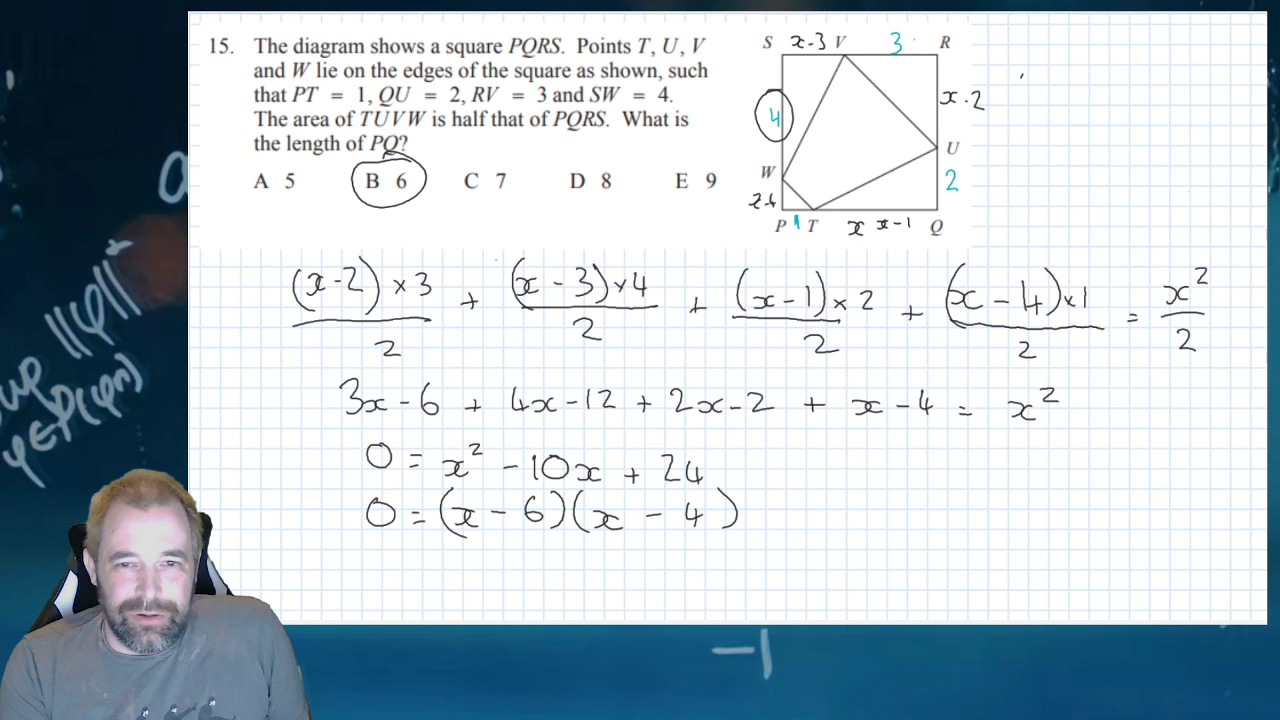 15. The diagram shows a square PQRS. Points T, U, V
and W lie on the edges of the square as shown, such
that PT = 1, QU = 2, RV = 3 and SW = 4.
The area of TUVW is half that of PQRS. What is
the length of PQ?
A 5 B 6 C 7 D 8 E 9
S x-3 V 3 R
4 x-2
W U
x-4 2
P 1 T x x-1 Q
(x-2)×3/2 + (x-3)×4/2 + (x-1)×2/2 + (x-4)×1/2 = x²/2
3x-6 + 4x-12 + 2x-2 + x-4 = x²
0 = x² - 10x + 24
0 = (x-6)(x-4)
-1